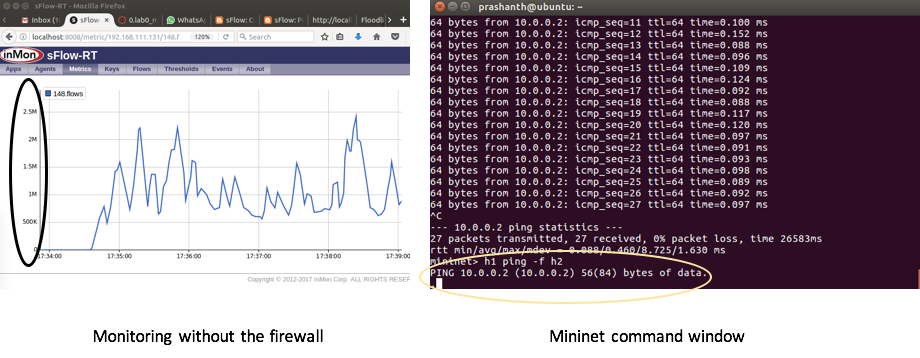 sFlow-RT - Mozilla Firefox
Inbox (1
sFlow
0.lab0_m
WhatsA
sFlow: C
sFlow: P
http://local
Floodli
localhost:8008/metric/192.168.111.131/148.f
120%
Search
inMon sFlow-RT
Apps Agents Metrics Keys Flows Thresholds Events About
148.flows
2.5M
2M
1.5M
1M
500K
0
17:34:00 17:35:00 17:36:00 17:37:00 17:38:00 17:39:00
Copyright © 2012-2017 InMon Corp. ALL RIGHTS RESER
Monitoring without the firewall
prashanth@ubuntu: ~
64 bytes from 10.0.0.2: icmp_seq=11 ttl=64 time=0.100 ms
64 bytes from 10.0.0.2: icmp_seq=12 ttl=64 time=0.152 ms
64 bytes from 10.0.0.2: icmp_seq=13 ttl=64 time=0.088 ms
64 bytes from 10.0.0.2: icmp_seq=14 ttl=64 time=0.096 ms
64 bytes from 10.0.0.2: icmp_seq=15 ttl=64 time=0.109 ms
64 bytes from 10.0.0.2: icmp_seq=16 ttl=64 time=0.124 ms
64 bytes from 10.0.0.2: icmp_seq=17 ttl=64 time=0.092 ms
64 bytes from 10.0.0.2: icmp_seq=18 ttl=64 time=0.088 ms
64 bytes from 10.0.0.2: icmp_seq=19 ttl=64 time=0.117 ms
64 bytes from 10.0.0.2: icmp_seq=20 ttl=64 time=0.120 ms
64 bytes from 10.0.0.2: icmp_seq=21 ttl=64 time=0.097 ms
64 bytes from 10.0.0.2: icmp_seq=22 ttl=64 time=0.091 ms
64 bytes from 10.0.0.2: icmp_seq=23 ttl=64 time=0.093 ms
64 bytes from 10.0.0.2: icmp_seq=24 ttl=64 time=0.098 ms
64 bytes from 10.0.0.2: icmp_seq=25 ttl=64 time=0.089 ms
64 bytes from 10.0.0.2: icmp_seq=26 ttl=64 time=0.092 ms
64 bytes from 10.0.0.2: icmp_seq=27 ttl=64 time=0.097 ms
^C
--- 10.0.0.2 ping statistics ---
27 packets transmitted, 27 received, 0% packet loss, time 26583ms
rtt min/avg/max/mdev = 0.088/0.460/8.725/1.630 ms
mininet> h1 ping -f h2
PING 10.0.0.2 (10.0.0.2) 56(84) bytes of data.
Mininet command window